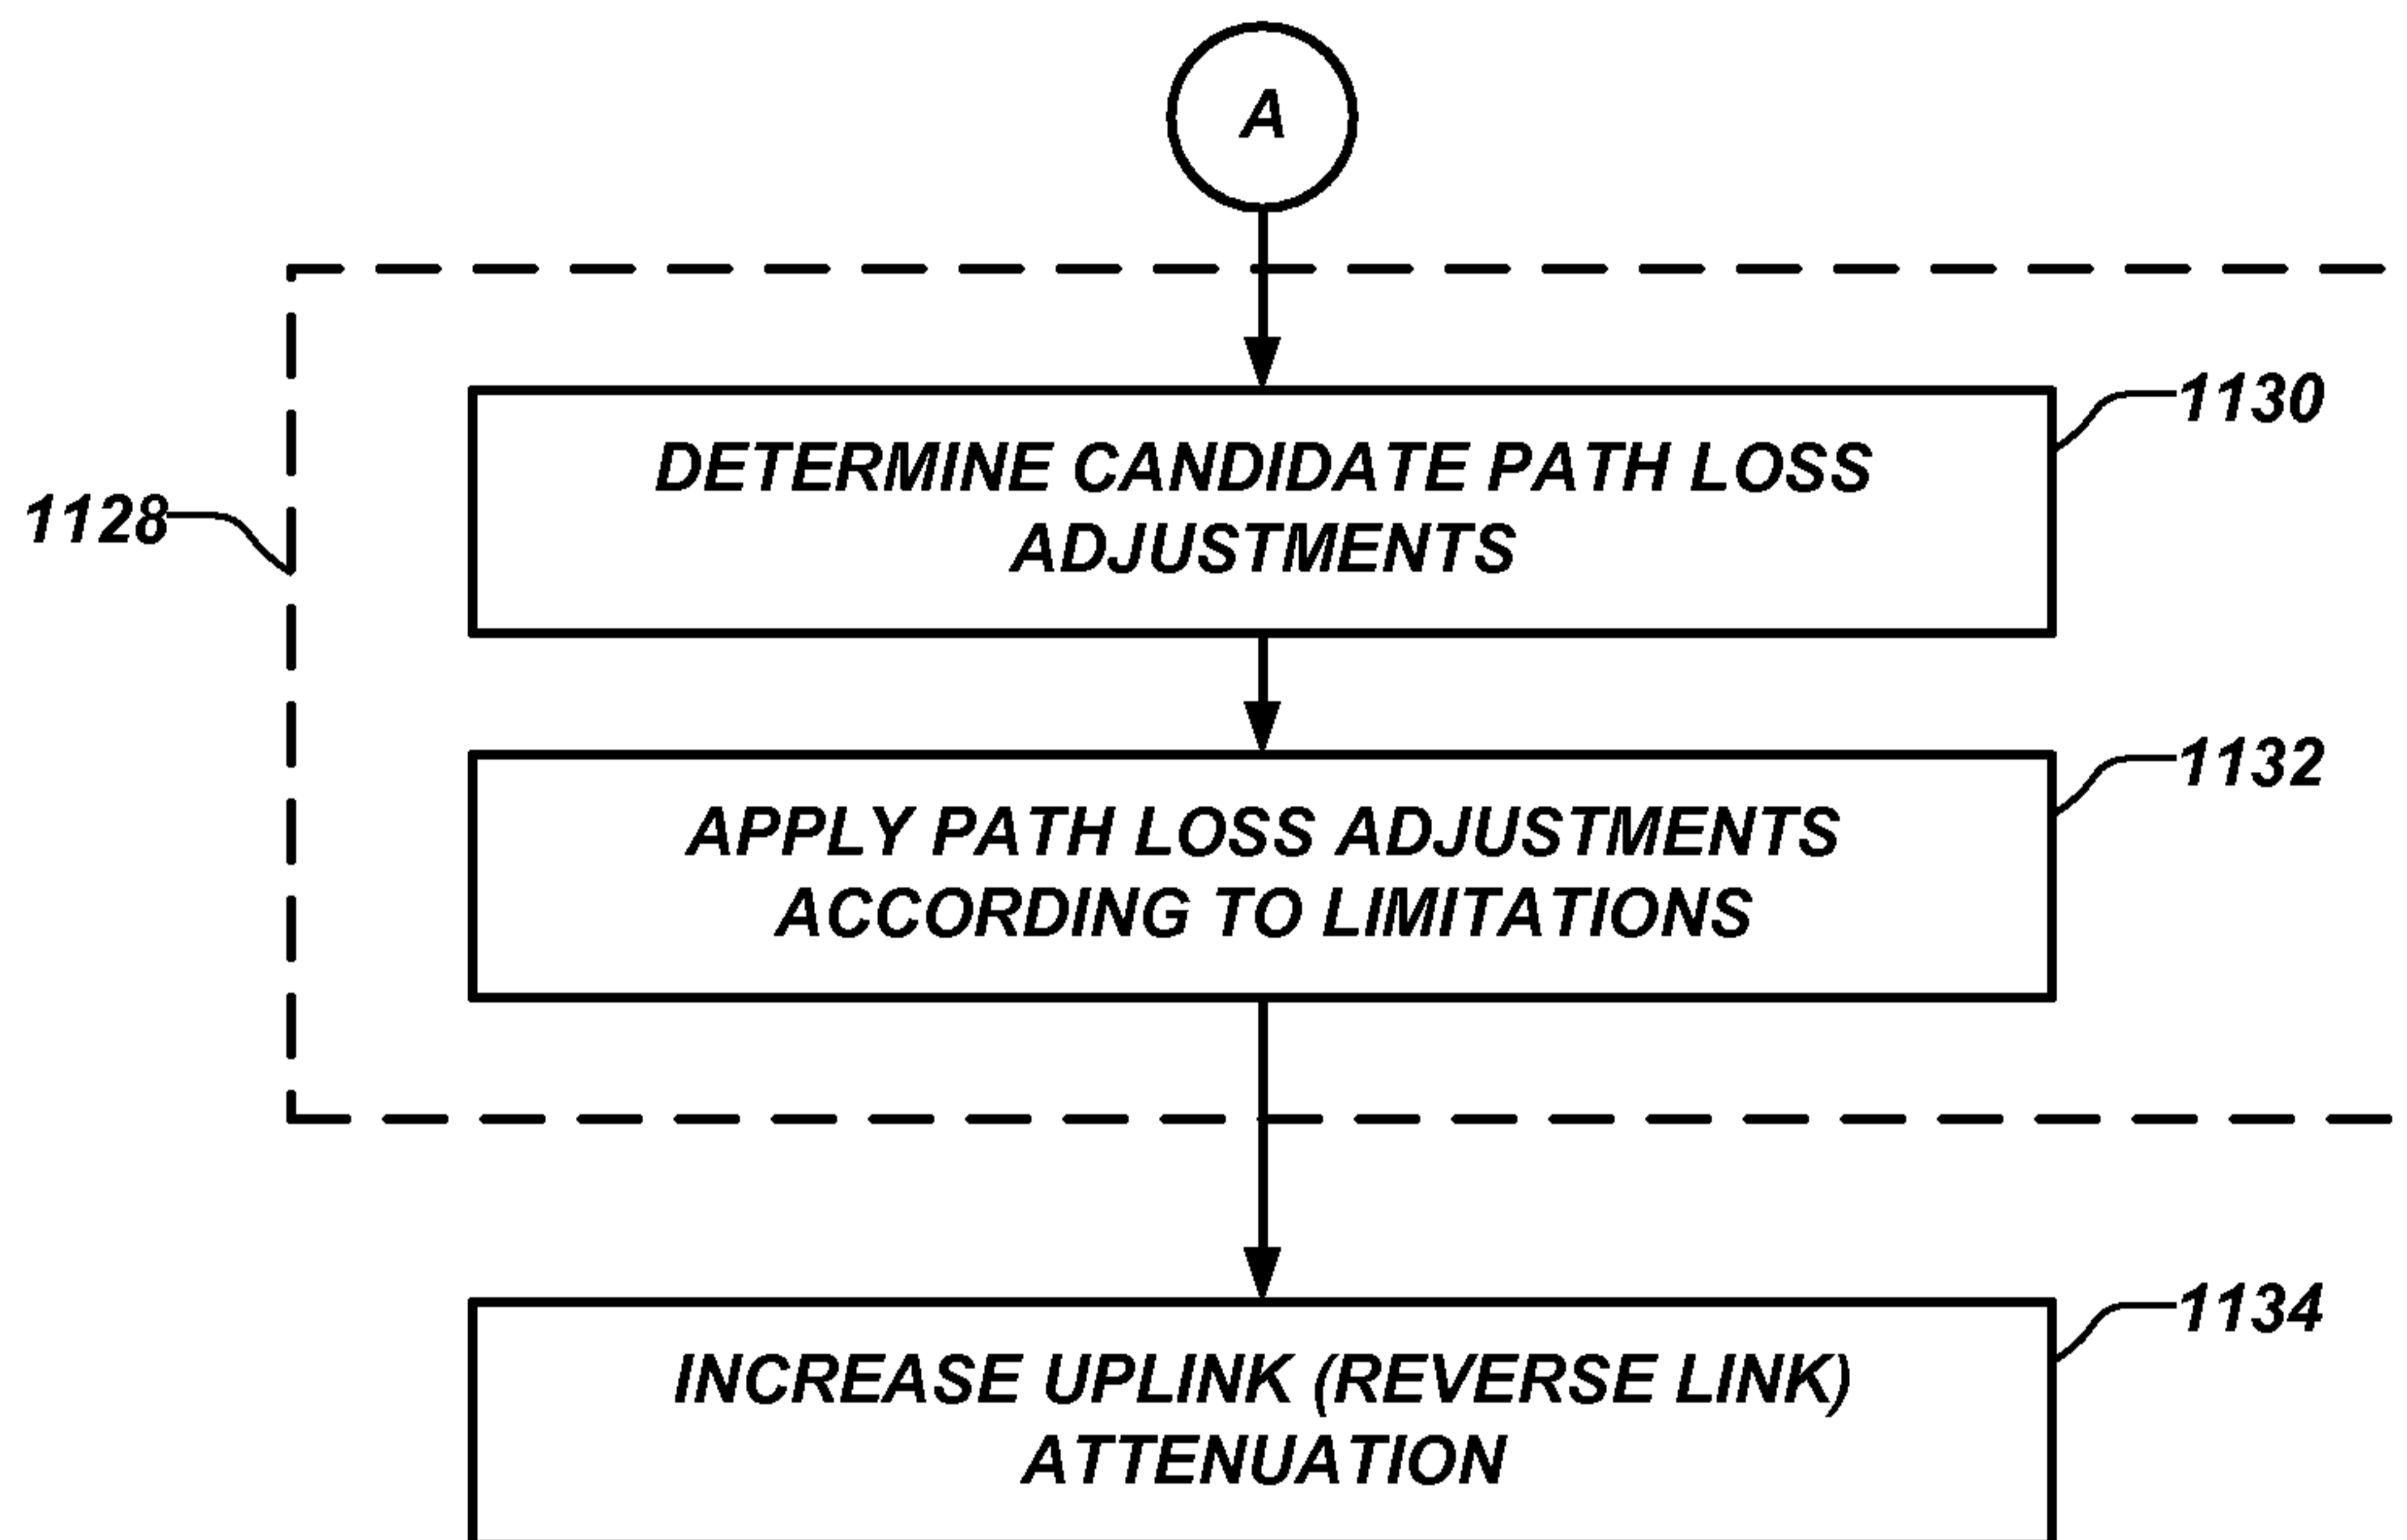 A
1130
DETERMINE CANDIDATE PATH LOSS
ADJUSTMENTS
1128
1132
APPLY PATH LOSS ADJUSTMENTS
ACCORDING TO LIMITATIONS
1134
INCREASE UPLINK (REVERSE LINK)
ATTENUATION